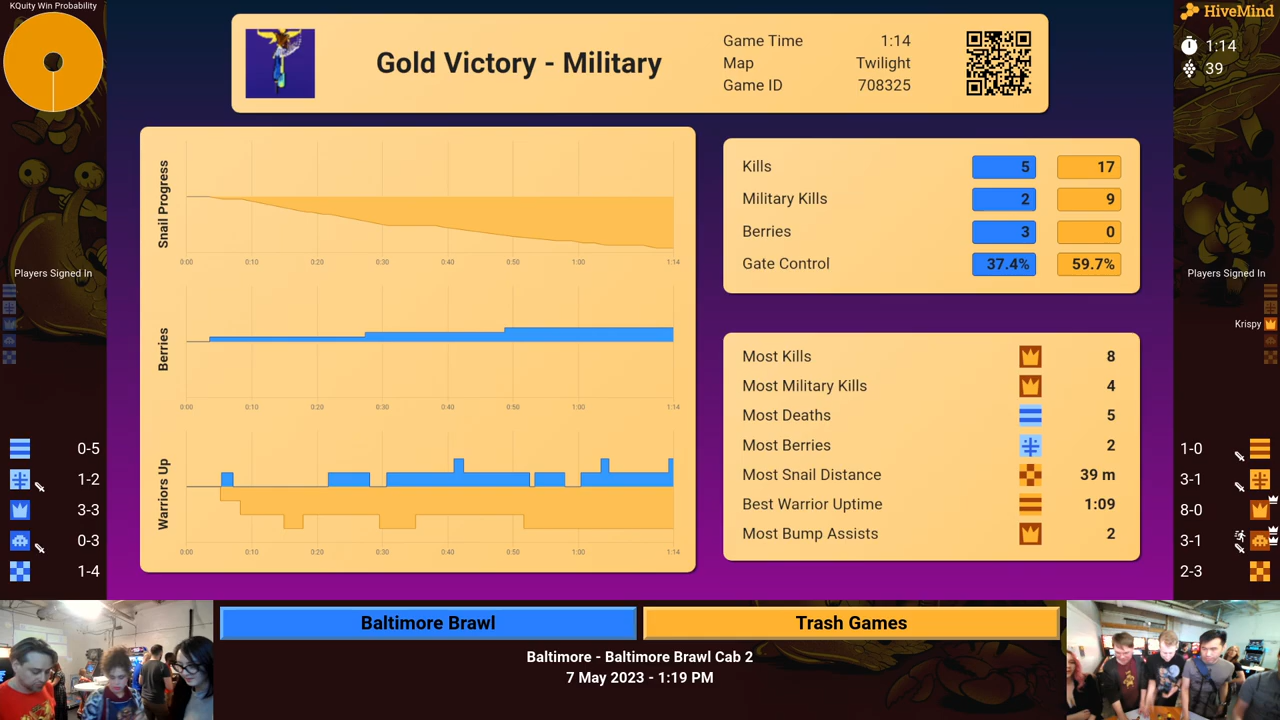 KQuity Win Probability
HiveMind
1:14
39
Gold Victory - Military
Game Time 1:14
Map Twilight
Game ID 708325
Snail Progress
0:00 0:10 0:20 0:30 0:40 0:50 1:00 1:14
Berries
0:00 0:10 0:20 0:30 0:40 0:50 1:00 1:14
Warriors Up
0:00 0:10 0:20 0:30 0:40 0:50 1:00 1:14
Kills 5 17
Military Kills 2 9
Berries 3 0
Gate Control 37.4% 59.7%
Most Kills 8
Most Military Kills 4
Most Deaths 5
Most Berries 2
Most Snail Distance 39 m
Best Warrior Uptime 1:09
Most Bump Assists 2
Players Signed In
0-5
1-2
3-3
0-3
1-4
Players Signed In
Krispy
1-0
3-1
8-0
3-1
2-3
Baltimore Brawl
Trash Games
Baltimore - Baltimore Brawl Cab 2
7 May 2023 - 1:19 PM